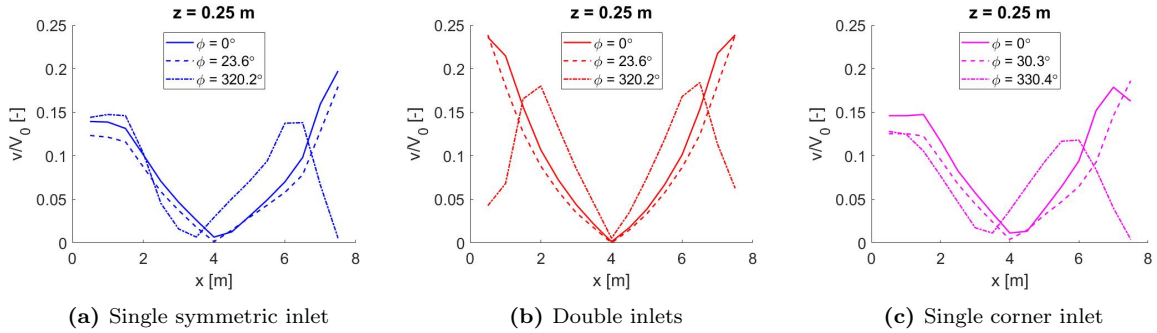 z = 0.25 m
0.25
0.2
0.15
0.1
0.05
0
v/V₀ [-]
ϕ = 0°
ϕ = 23.6°
ϕ = 320.2°
0 2 4 6 8
x [m]
(a) Single symmetric inlet
z = 0.25 m
0.25
0.2
0.15
0.1
0.05
0
v/V₀ [-]
ϕ = 0°
ϕ = 23.6°
ϕ = 320.2°
0 2 4 6 8
x [m]
(b) Double inlets
z = 0.25 m
0.25
0.2
0.15
0.1
0.05
0
v/V₀ [-]
ϕ = 0°
ϕ = 30.3°
ϕ = 330.4°
0 2 4 6 8
x [m]
(c) Single corner inlet